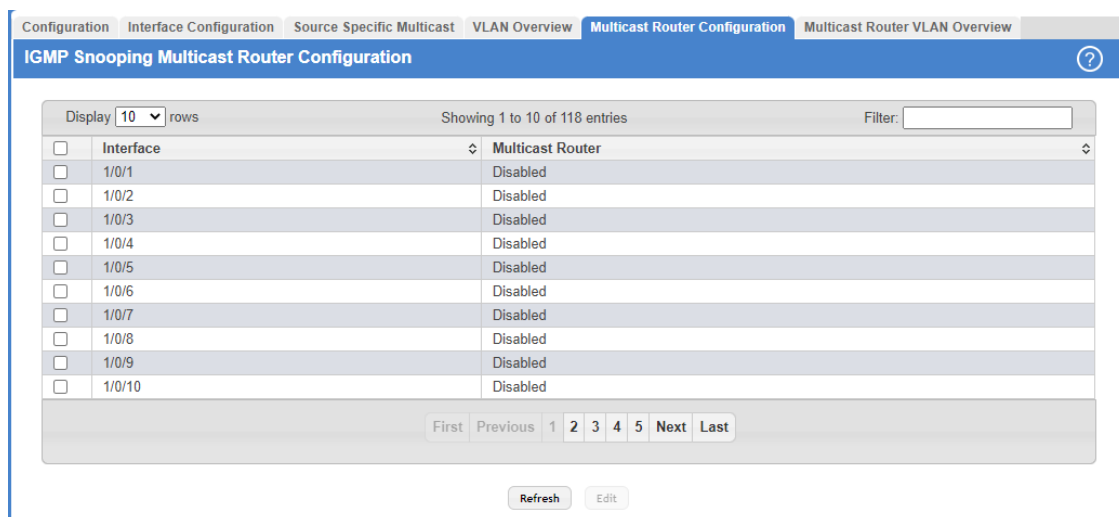 Configuration Interface Configuration Source Specific Multicast VLAN Overview Multicast Router Configuration Multicast Router VLAN Overview
IGMP Snooping Multicast Router Configuration ?
Display 10 rows Showing 1 to 10 of 118 entries Filter:
Interface Multicast Router
1/0/1 Disabled
1/0/2 Disabled
1/0/3 Disabled
1/0/4 Disabled
1/0/5 Disabled
1/0/6 Disabled
1/0/7 Disabled
1/0/8 Disabled
1/0/9 Disabled
1/0/10 Disabled
First Previous 1 2 3 4 5 Next Last
Refresh Edit